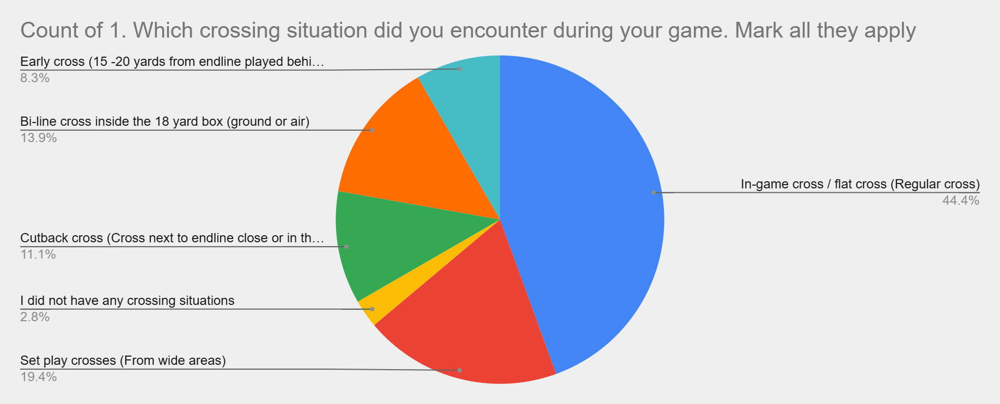 Count of 1. Which crossing situation did you encounter during your game. Mark all they apply
Early cross (15 -20 yards from endline played behi…
8.3%
Bi-line cross inside the 18 yard box (ground or air)
13.9%
In-game cross / flat cross (Regular cross)
44.4%
Cutback cross (Cross next to endline close or in th…
11.1%
I did not have any crossing situations
2.8%
Set play crosses (From wide areas)
19.4%